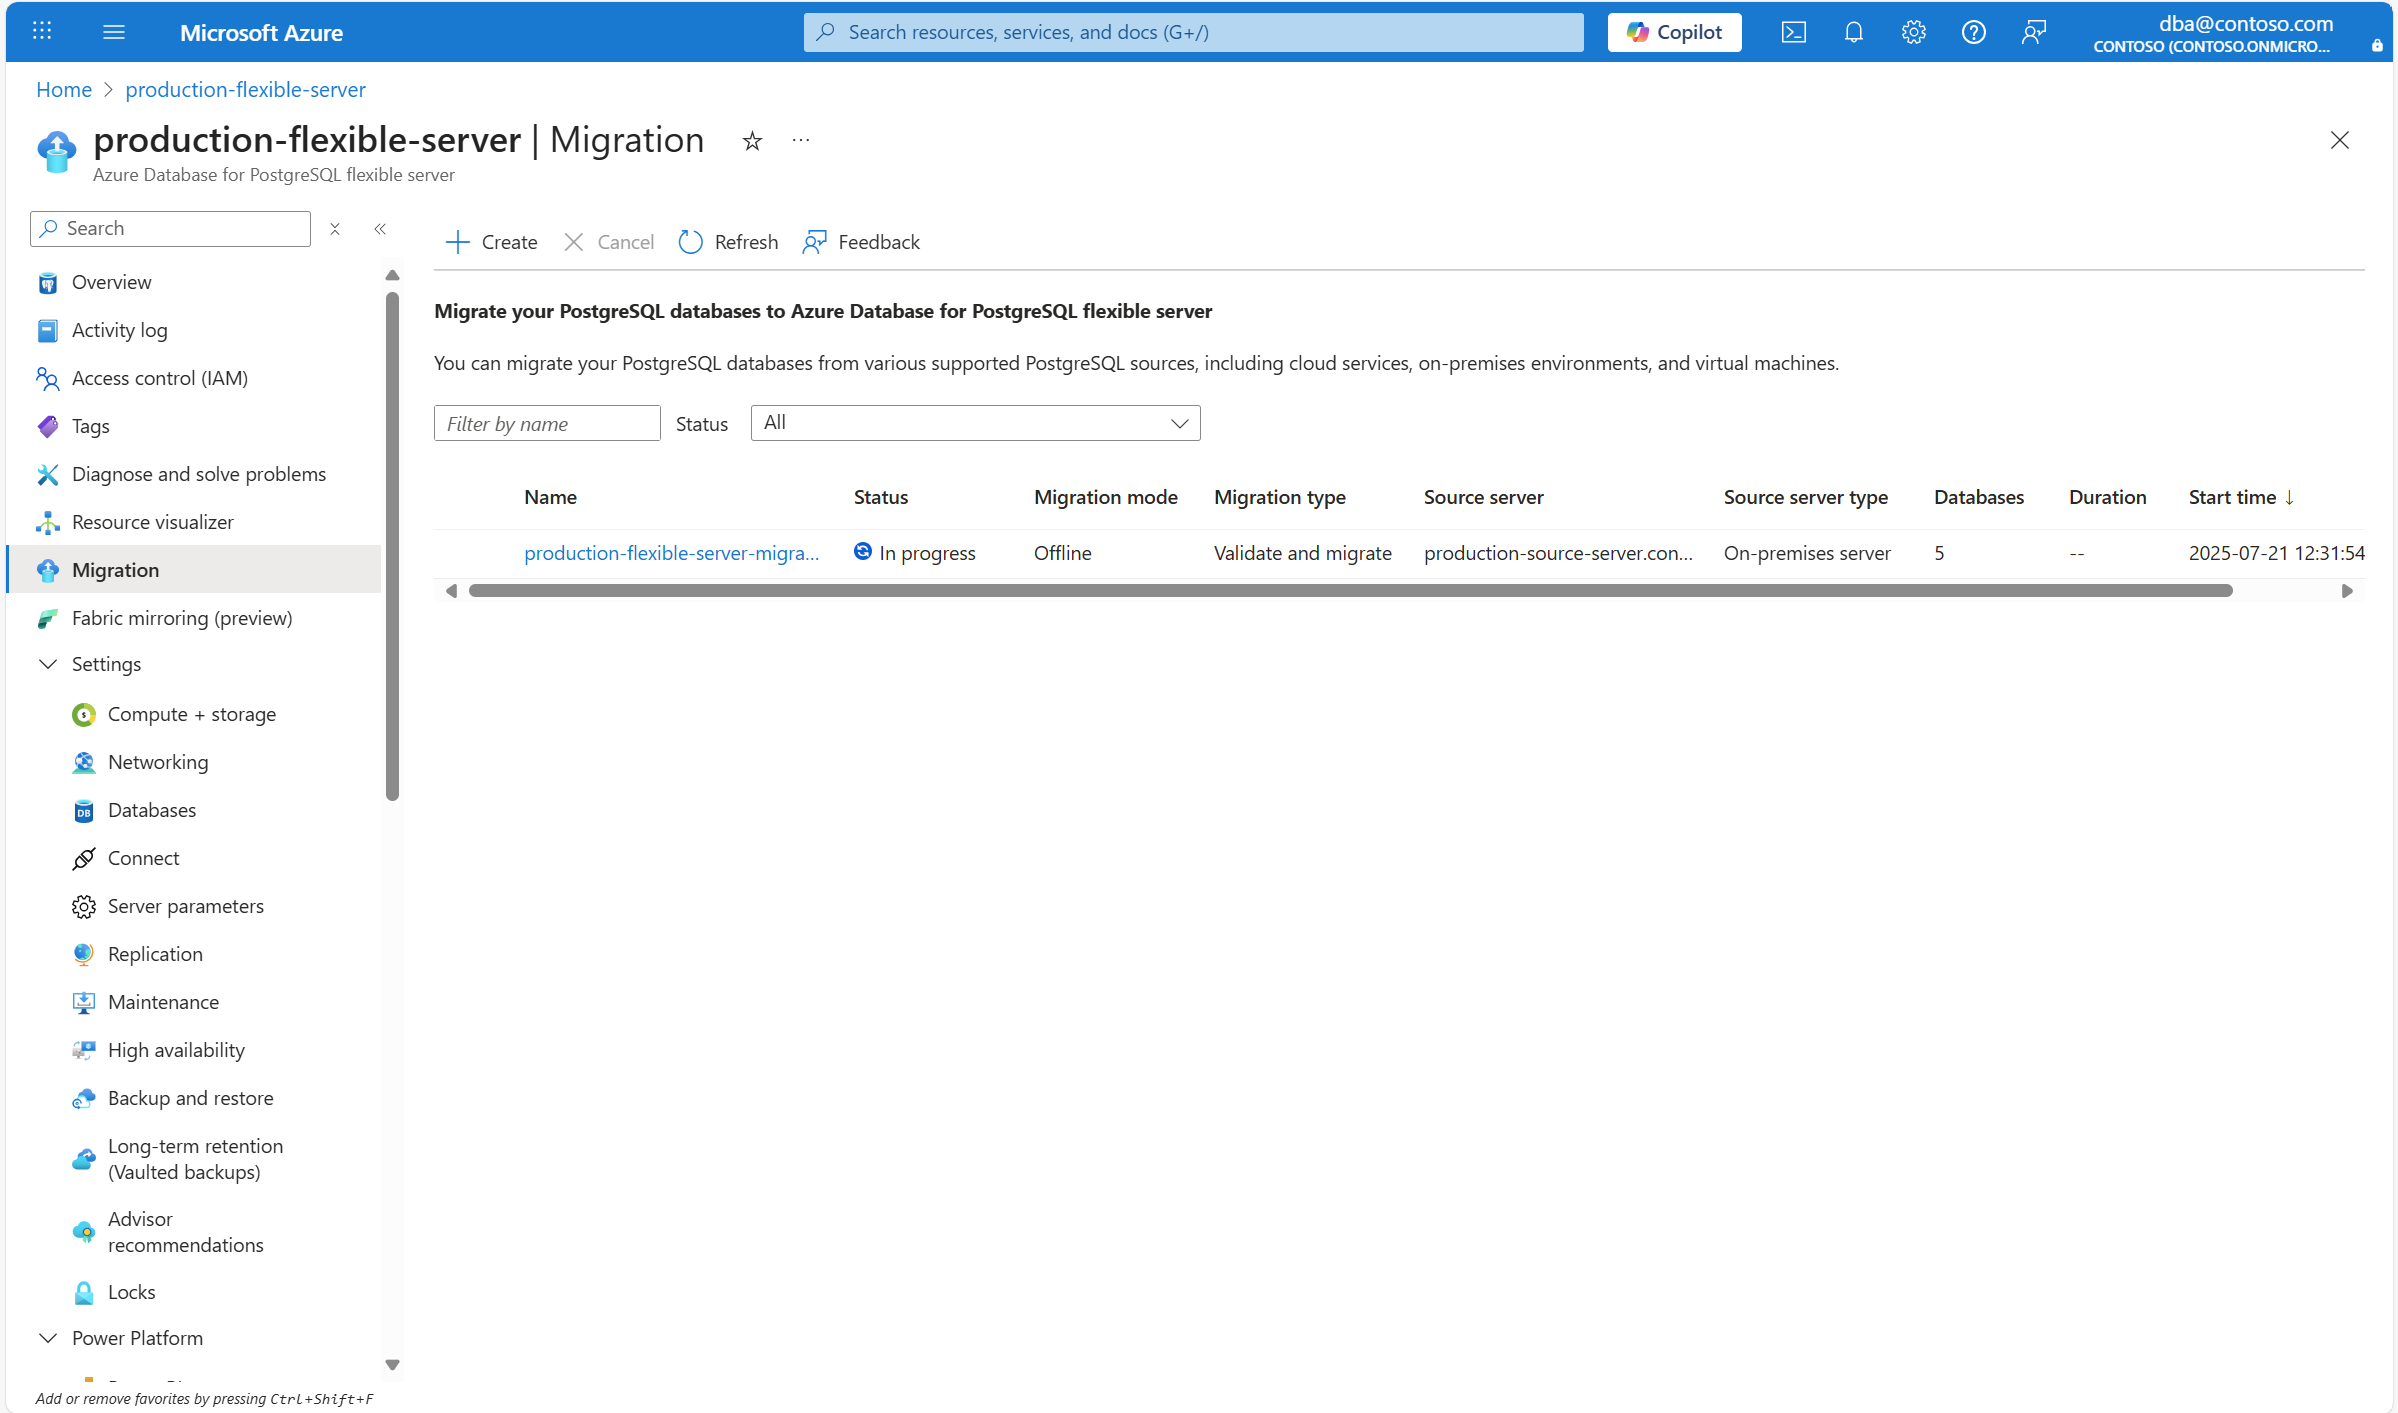 Microsoft Azure
Search resources, services, and docs (G+/)
Copilot
dba@contoso.com
CONTOSO (CONTOSO.ONMICRO...
Home > production-flexible-server
production-flexible-server | Migration
Azure Database for PostgreSQL flexible server
Search
Overview
Activity log
Access control (IAM)
Tags
Diagnose and solve problems
Resource visualizer
Migration
Fabric mirroring (preview)
Settings
Compute + storage
Networking
Databases
Connect
Server parameters
Replication
Maintenance
High availability
Backup and restore
Long-term retention
(Vaulted backups)
Advisor
recommendations
Locks
Power Platform
Add or remove favorites by pressing Ctrl+Shift+F
Create Cancel Refresh Feedback
Migrate your PostgreSQL databases to Azure Database for PostgreSQL flexible server
You can migrate your PostgreSQL databases from various supported PostgreSQL sources, including cloud services, on-premises environments, and virtual machines.
Filter by name Status All
Name Status Migration mode Migration type Source server Source server type Databases Duration Start time ↓
production-flexible-server-migra... In progress Offline Validate and migrate production-source-server.con... On-premises server 5 -- 2025-07-21 12:31:54